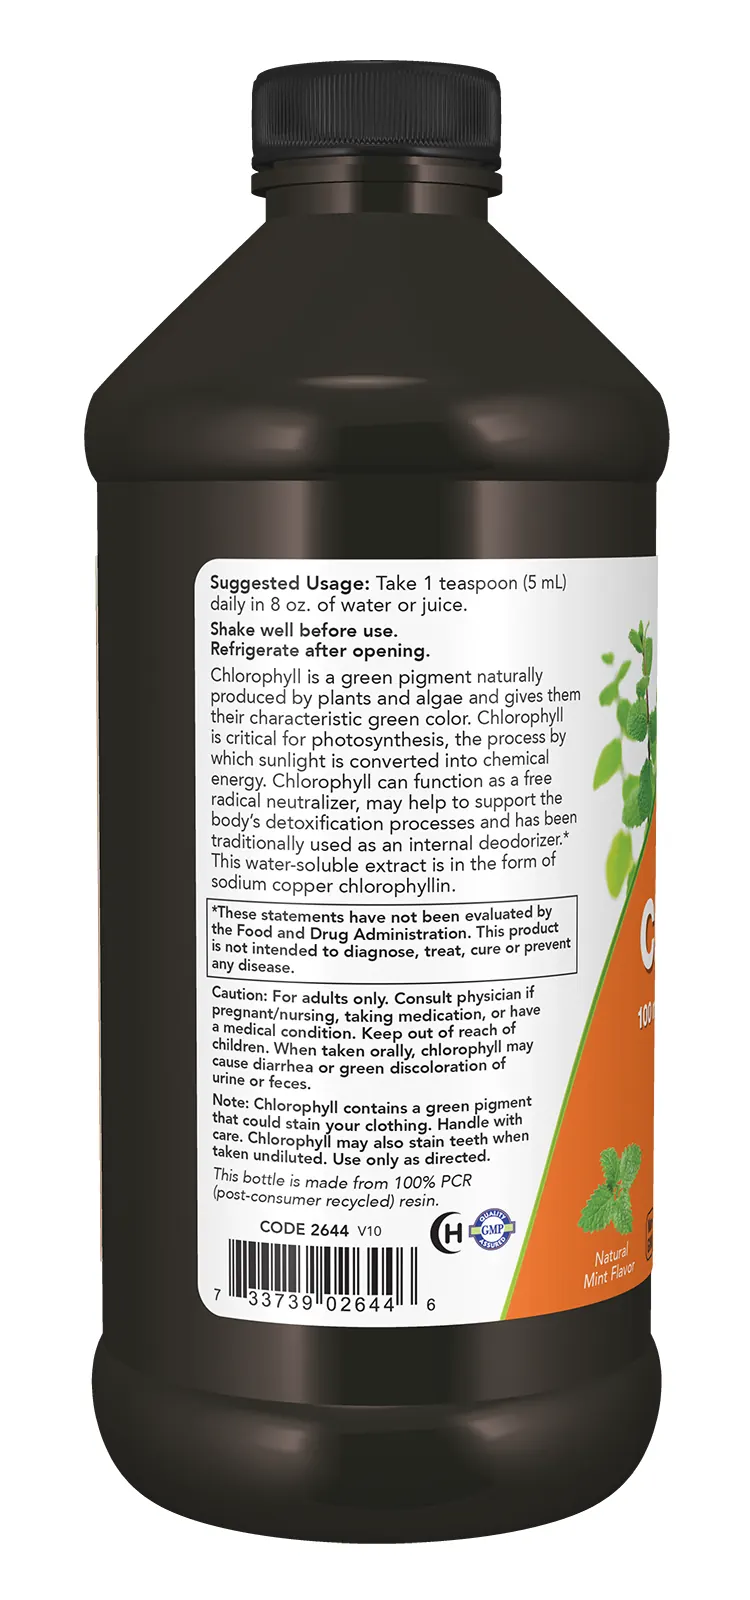 Suggested Usage: Take 1 teaspoon (5 mL)
daily in 8 oz. of water or juice.
Shake well before use.
Refrigerate after opening.
Chlorophyll is a green pigment naturally
produced by plants and algae and gives them
their characteristic green color. Chlorophyll
is critical for photosynthesis, the process by
which sunlight is converted into chemical
energy. Chlorophyll can function as a free
radical neutralizer, may help to support the
body's detoxification processes and has been
traditionally used as an internal deodorizer.*
This water-soluble extract is in the form of
sodium copper chlorophyllin.
*These statements have not been evaluated by
the Food and Drug Administration. This product
is not intended to diagnose, treat, cure or prevent
any disease.
Caution: For adults only. Consult physician if
pregnant/nursing, taking medication, or have
a medical condition. Keep out of reach of
children. When taken orally, chlorophyll may
cause diarrhea or green discoloration of
urine or feces.
Note: Chlorophyll contains a green pigment
that could stain your clothing. Handle with
care. Chlorophyll may also stain teeth when
taken undiluted. Use only as directed.
This bottle is made from 100% PCR
(post-consumer recycled) resin.
CODE 2644 V10
H
QUALITY
GMP
ASSURED
7 33739 02644 6
100
Natural
Mint Flavor